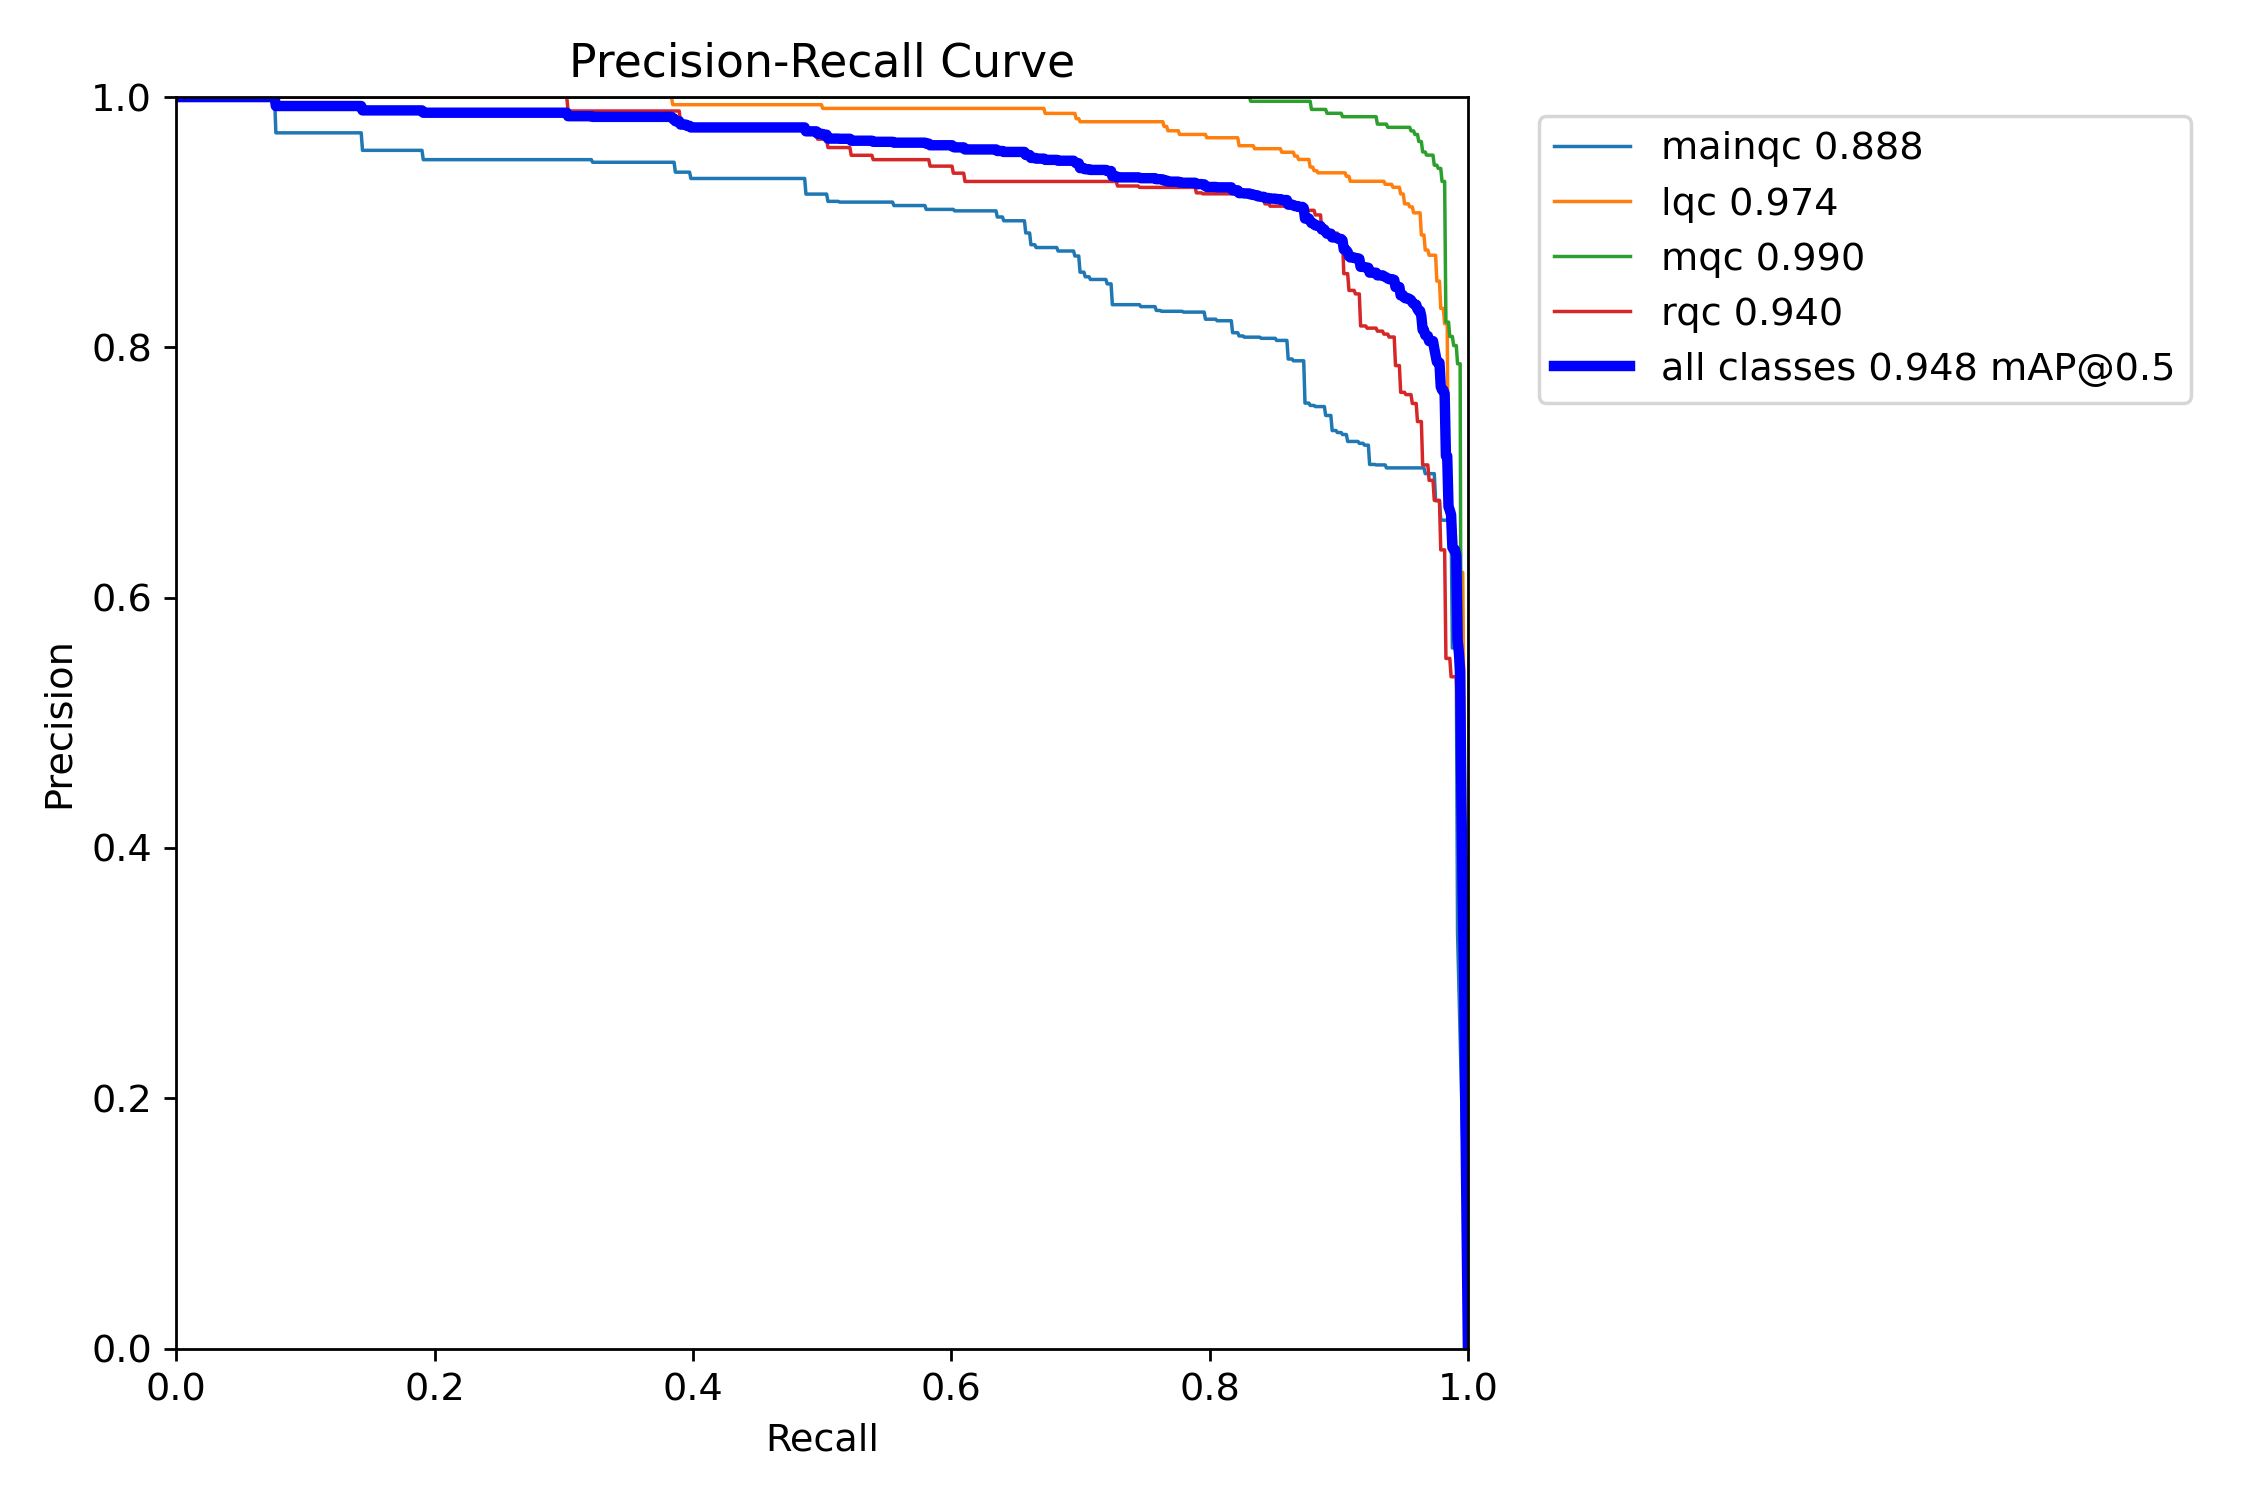 Precision-Recall Curve
1.0
0.8
0.6
0.4
0.2
0.0
Precision
0.0 0.2 0.4 0.6 0.8 1.0
Recall
mainqc 0.888
lqc 0.974
mqc 0.990
rqc 0.940
all classes 0.948 mAP@0.5